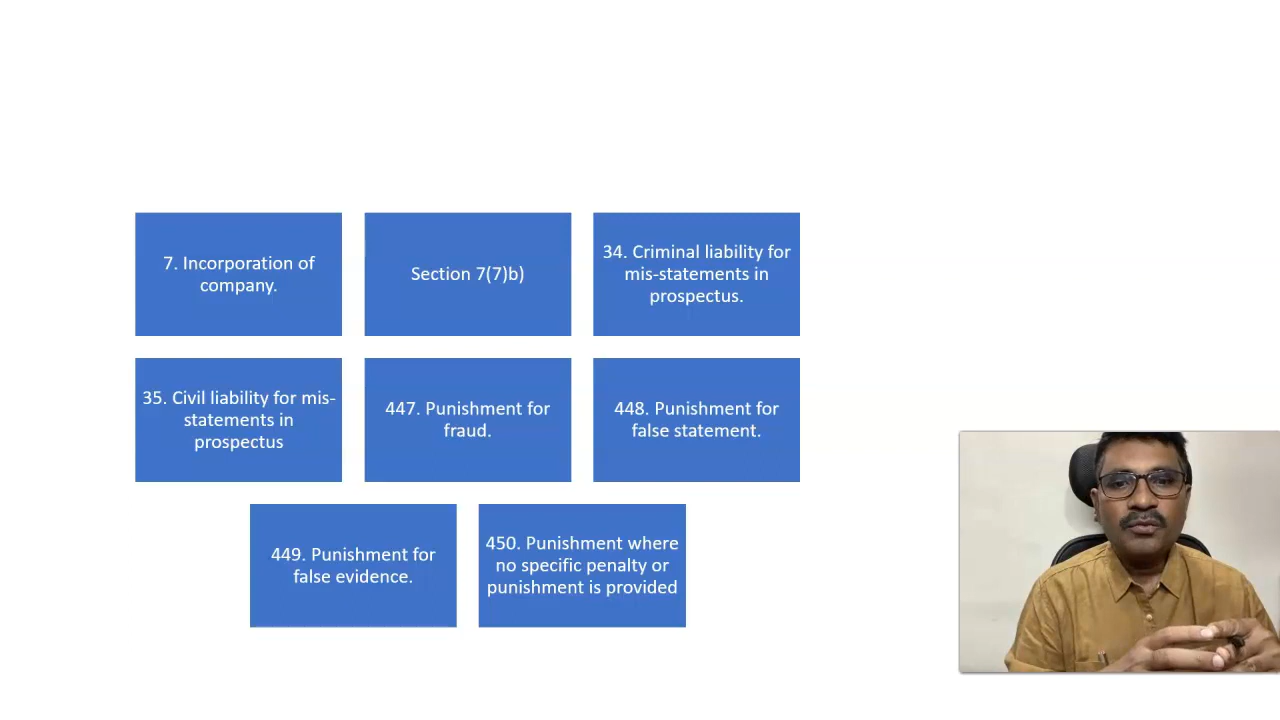 7. Incorporation of
company.
Section 7(7)b)
34. Criminal liability for
mis-statements in
prospectus.
35. Civil liability for mis-
statements in
prospectus
447. Punishment for
fraud.
448. Punishment for
false statement.
449. Punishment for
false evidence.
450. Punishment where
no specific penalty or
punishment is provided